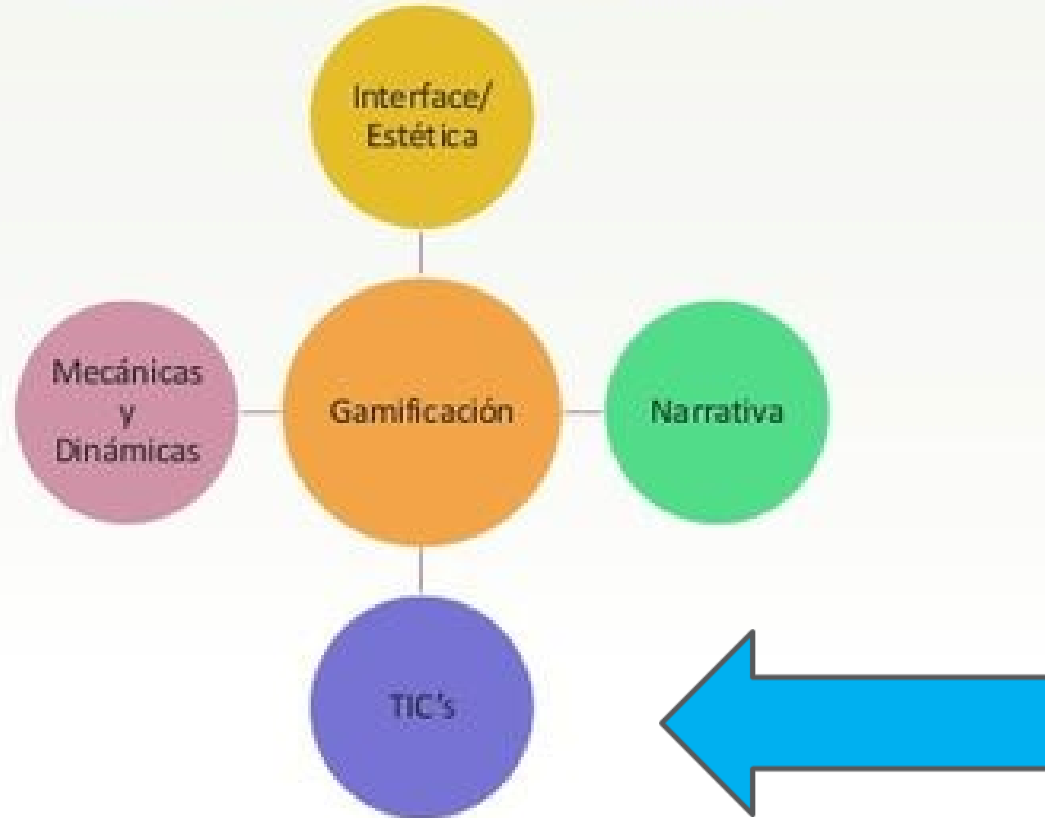 Interface/
Estética
Mecánicas
y
Dinámicas
Gamificación
Narrativa
TIC's